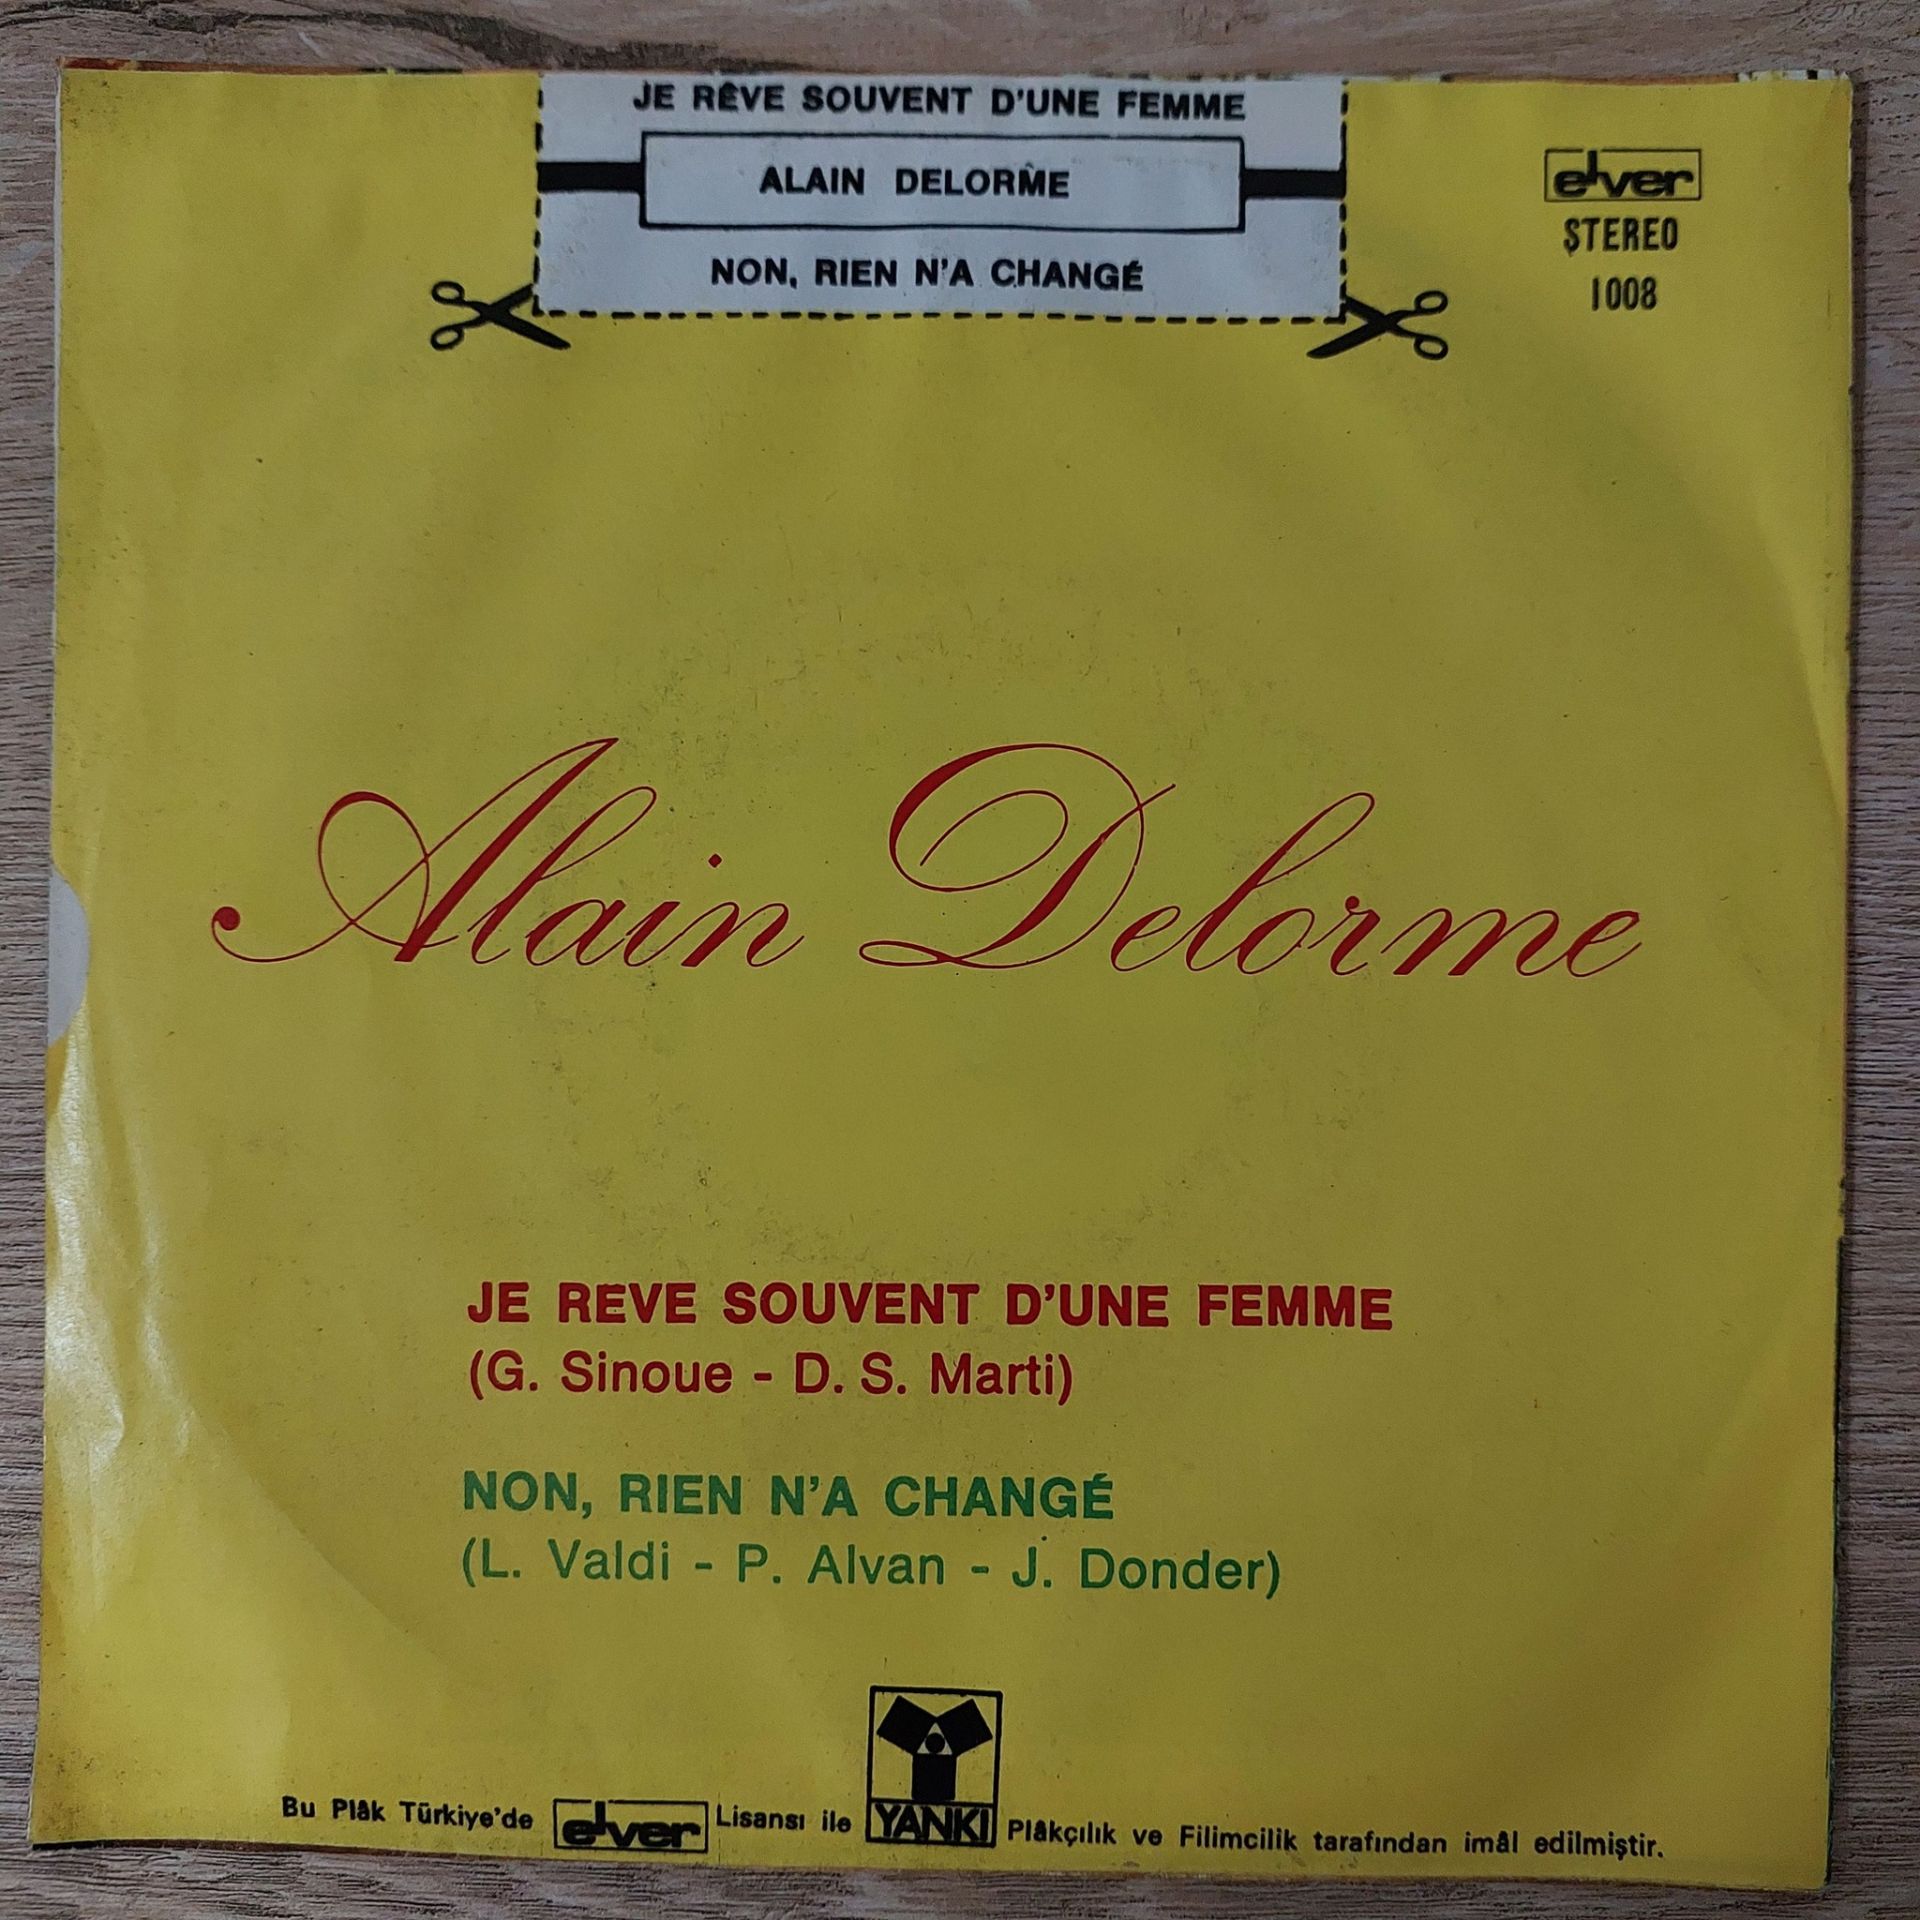 JE RÊVE SOUVENT D'UNE FEMME
ALAIN DELORME
NON, RIEN N'A CHANGÉ
elver
STEREO
1008
Alain Delorme
JE REVE SOUVENT D'UNE FEMME
(G. Sinoue - D. S. Marti)
NON, RIEN N'A CHANGÉ
(L. Valdi - P. Alvan - J. Donder)
Bu Plâk Türkiye'de elver Lisansı ile YANKI Plâkçılık ve Filimcilik tarafından imâl edilmiştir.